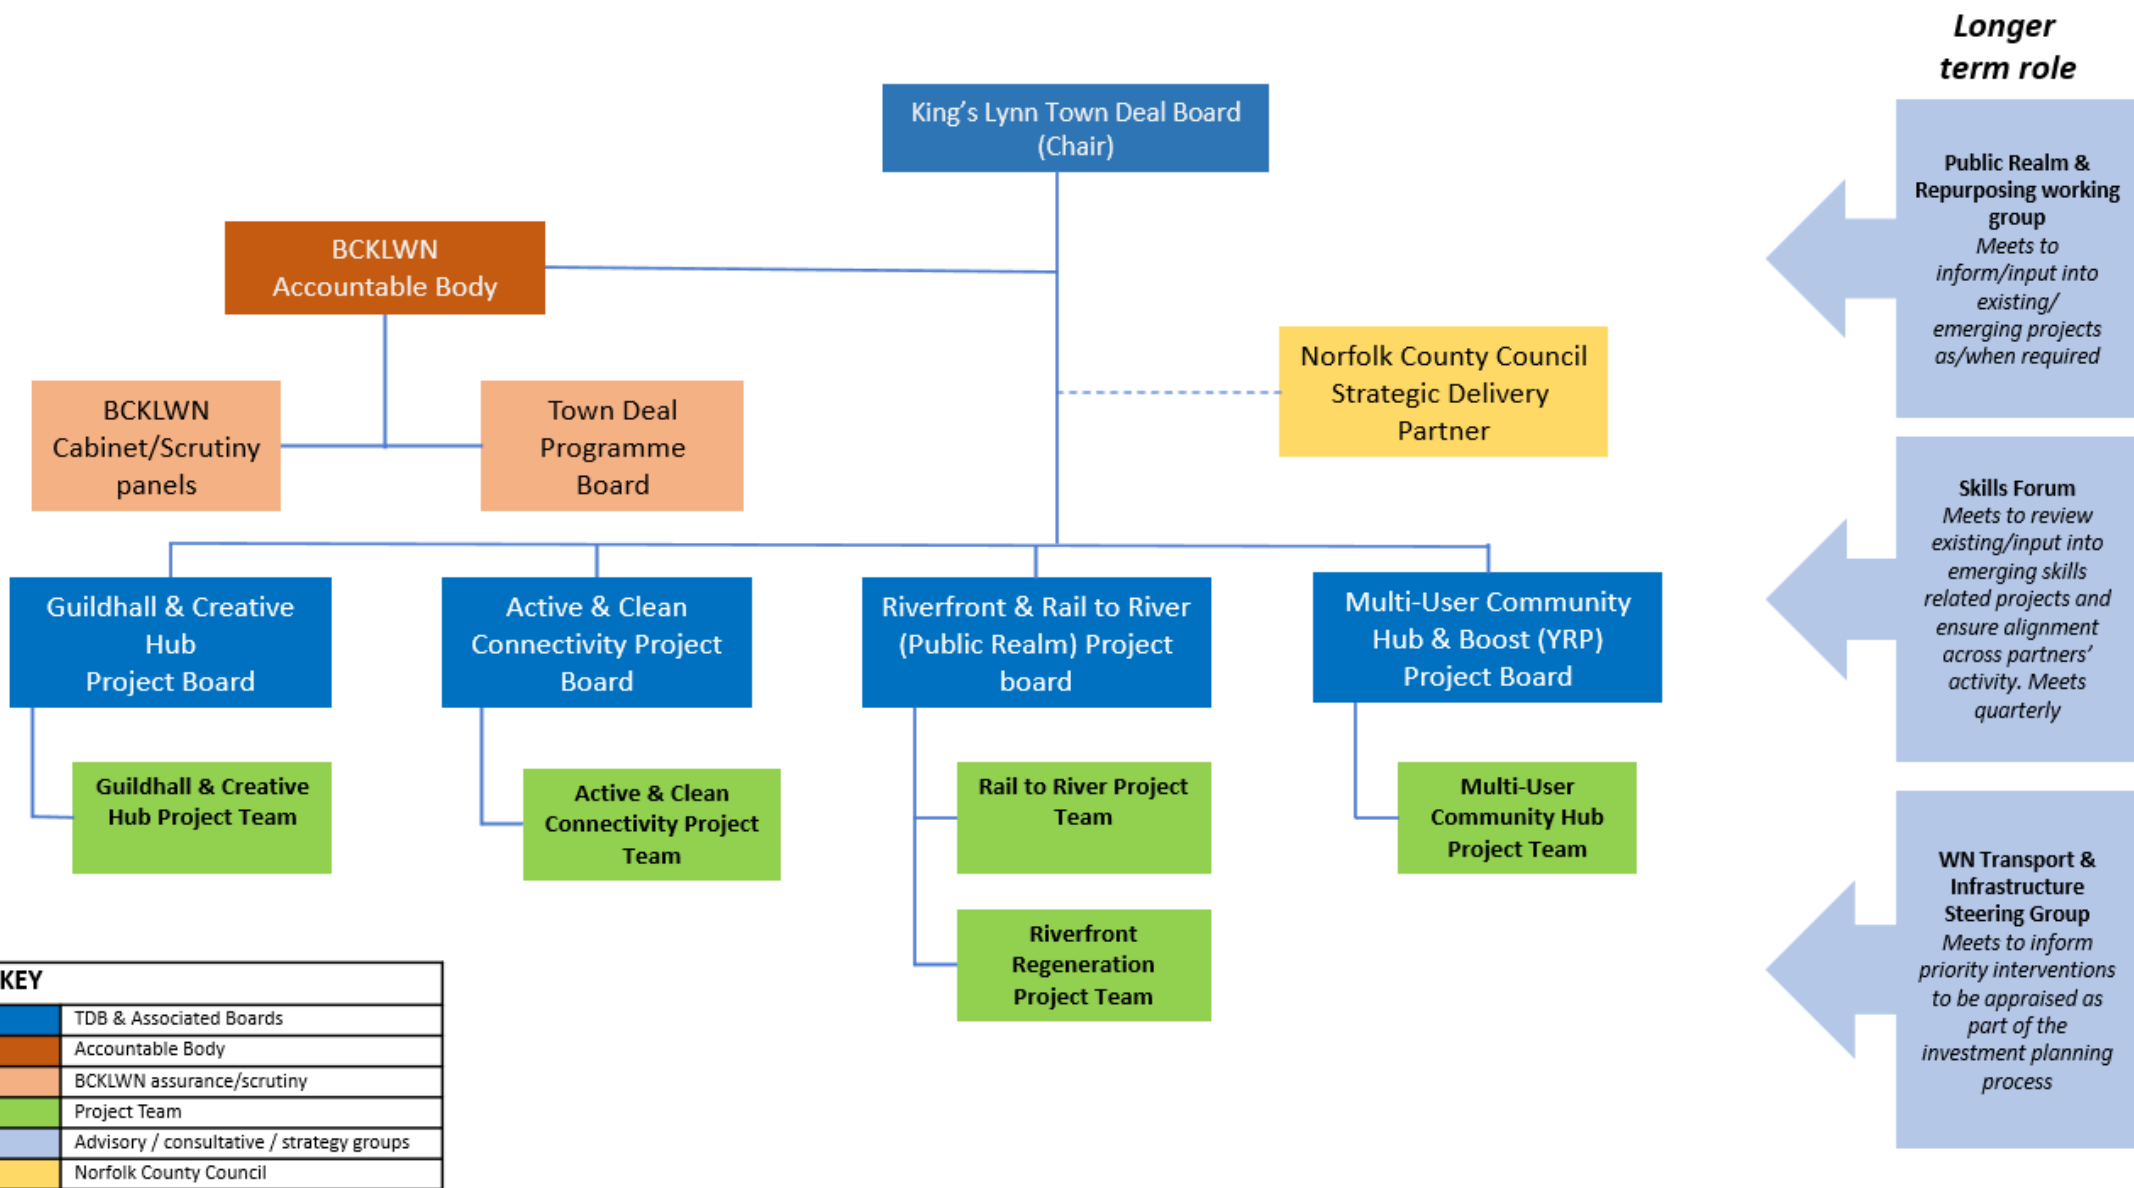 Longer
term role
King's Lynn Town Deal Board
(Chair)
BCKLWN
Accountable Body
BCKLWN
Cabinet/Scrutiny
panels
Town Deal
Programme
Board
Norfolk County Council
Strategic Delivery
Partner
Guildhall & Creative
Hub
Project Board
Active & Clean
Connectivity Project
Board
Riverfront & Rail to River
(Public Realm) Project
board
Multi-User Community
Hub & Boost (YRP)
Project Board
Guildhall & Creative
Hub Project Team
Active & Clean
Connectivity Project
Team
Rail to River Project
Team
Riverfront
Regeneration
Project Team
Multi-User
Community Hub
Project Team
Public Realm &
Repurposing working
group
Meets to
inform/input into
existing/
emerging projects
as/when required
Skills Forum
Meets to review
existing/input into
emerging skills
related projects and
ensure alignment
across partners’
activity. Meets
quarterly
WN Transport &
Infrastructure
Steering Group
Meets to inform
priority interventions
to be appraised as
part of the
investment planning
process
KEY
TDB & Associated Boards
Accountable Body
BCKLWN assurance/scrutiny
Project Team
Advisory / consultative / strategy groups
Norfolk County Council